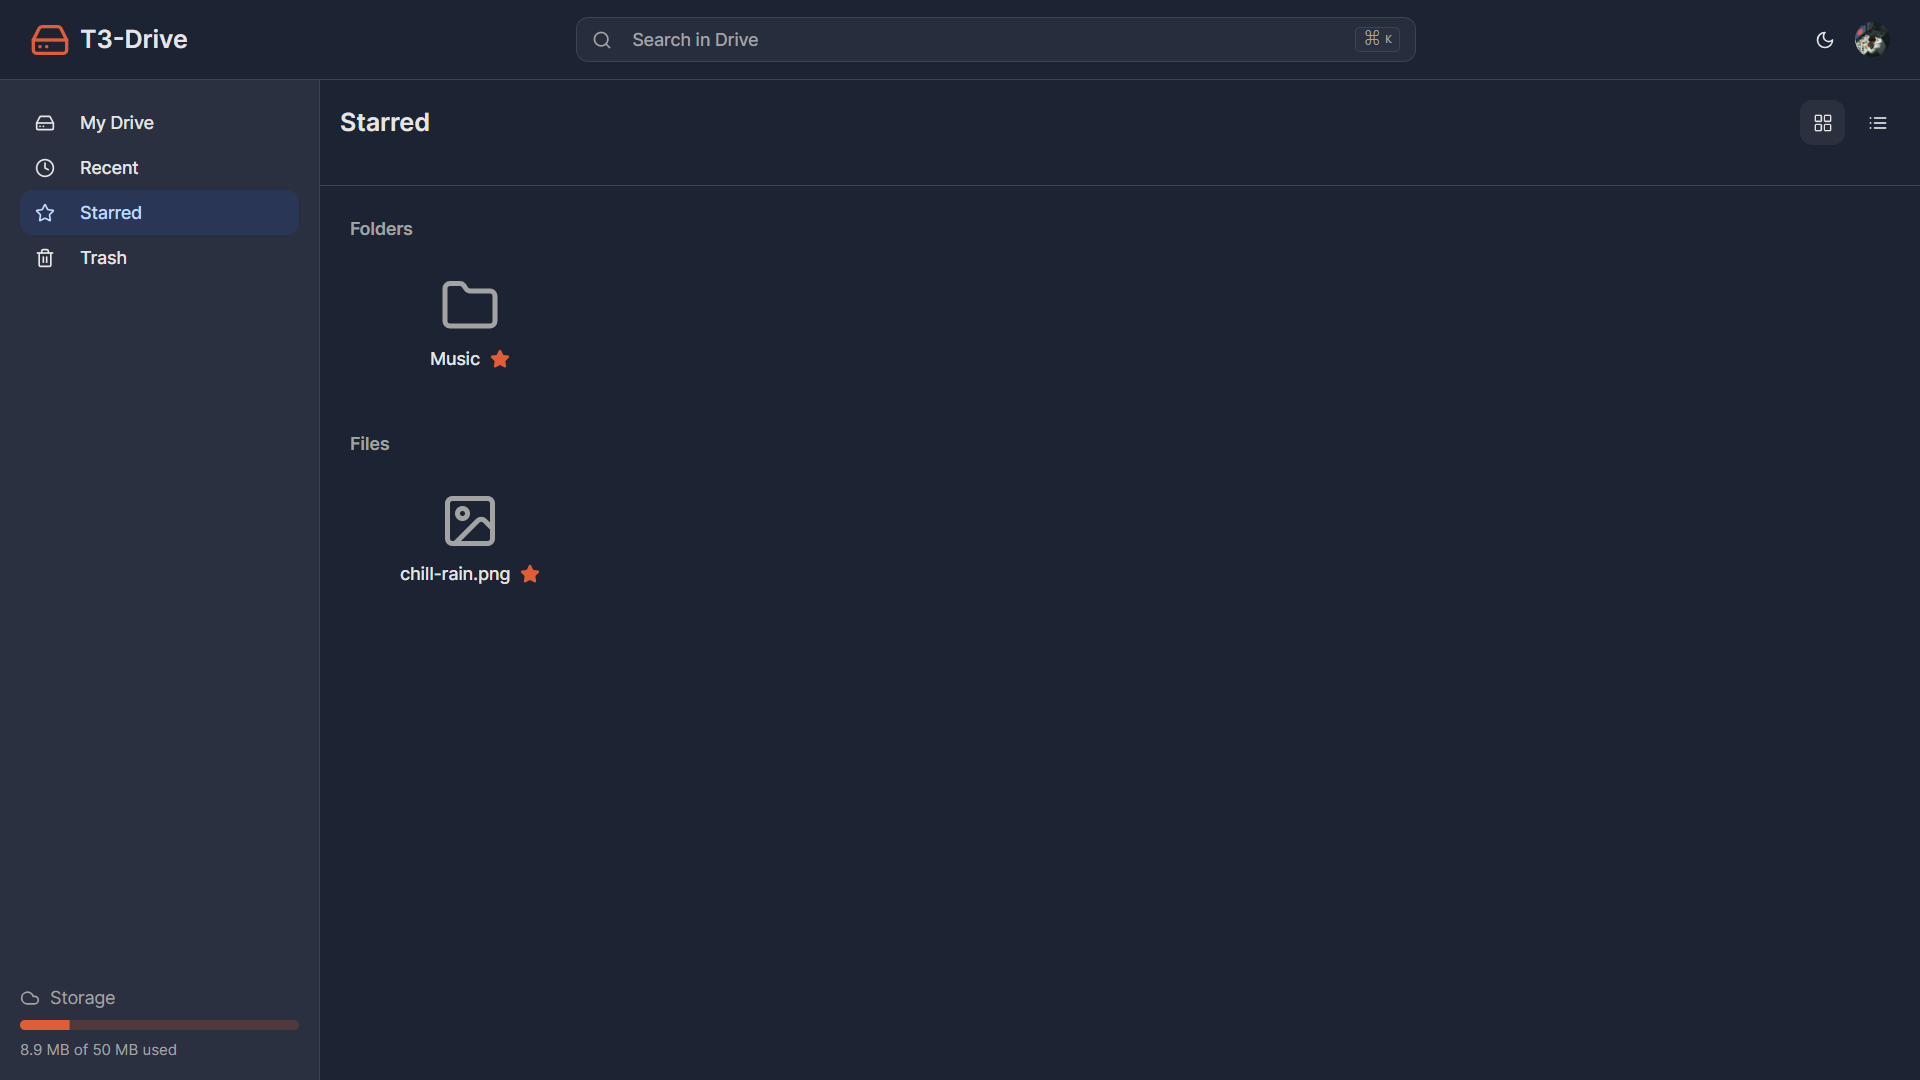 T3-Drive
Search in Drive
⌘ K
My Drive
Recent
Starred
Trash
Storage
8.9 MB of 50 MB used
Starred
Folders
Music
Files
chill-rain.png